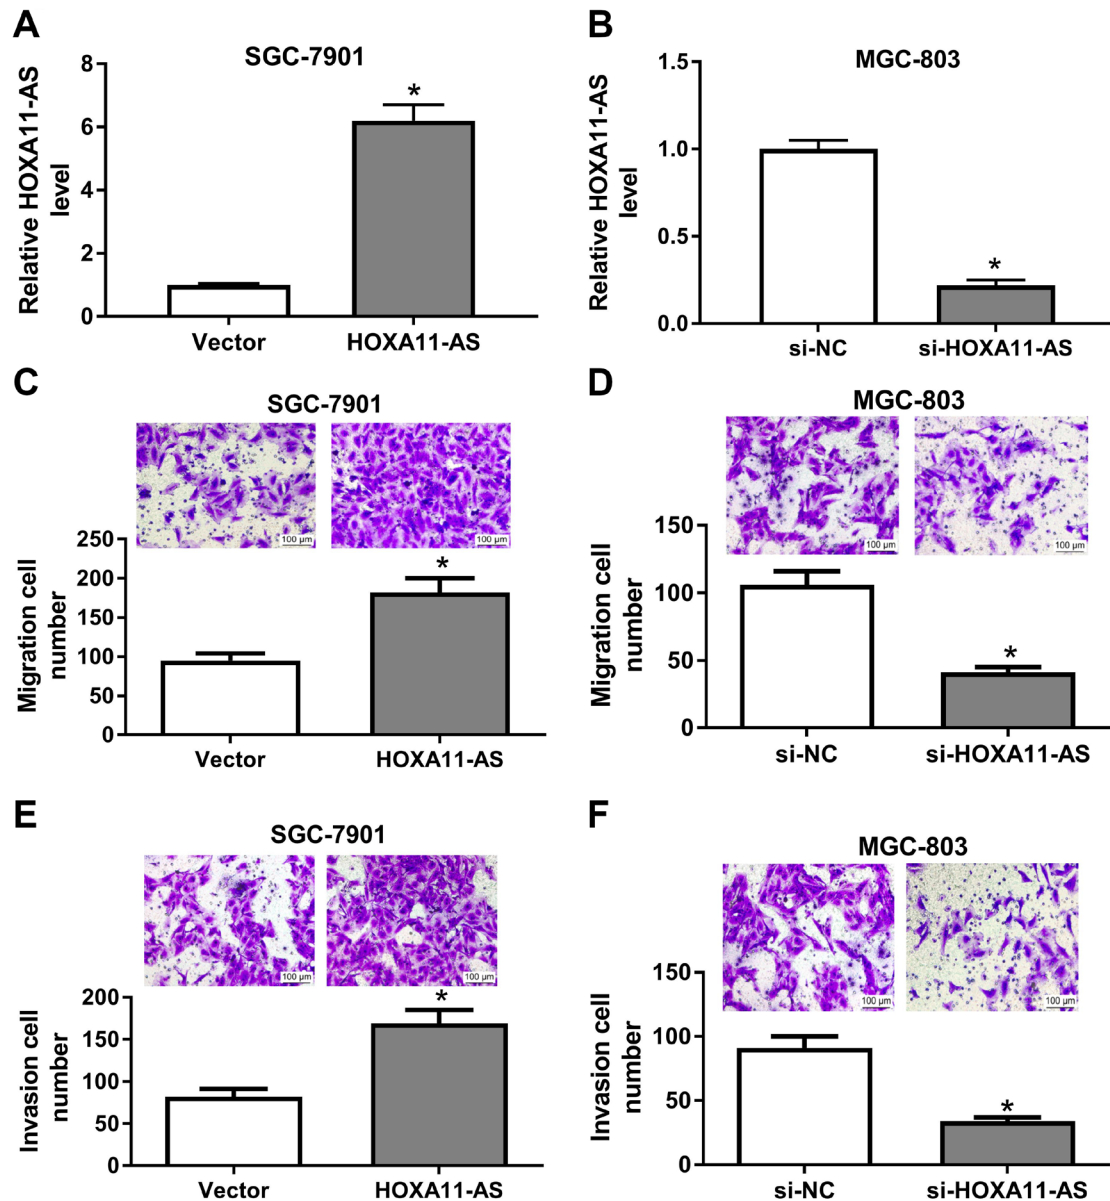 A
SGC-7901
Relative HOXA11-AS
level
8
6
4
2
0
*
Vector
HOXA11-AS
B
MGC-803
Relative HOXA11-AS
level
1.5
1.0
0.5
0.0
*
si-NC
si-HOXA11-AS
C
SGC-7901
100 µm
100 µm
Migration cell
number
250
200
150
100
50
0
*
Vector
HOXA11-AS
D
MGC-803
100 µm
100 µm
Migration cell
number
150
100
50
0
*
si-NC
si-HOXA11-AS
E
SGC-7901
100 µm
100 µm
Invasion cell
number
200
150
100
50
0
*
Vector
HOXA11-AS
F
MGC-803
100 µm
100 µm
Invasion cell
number
150
100
50
0
*
si-NC
si-HOXA11-AS